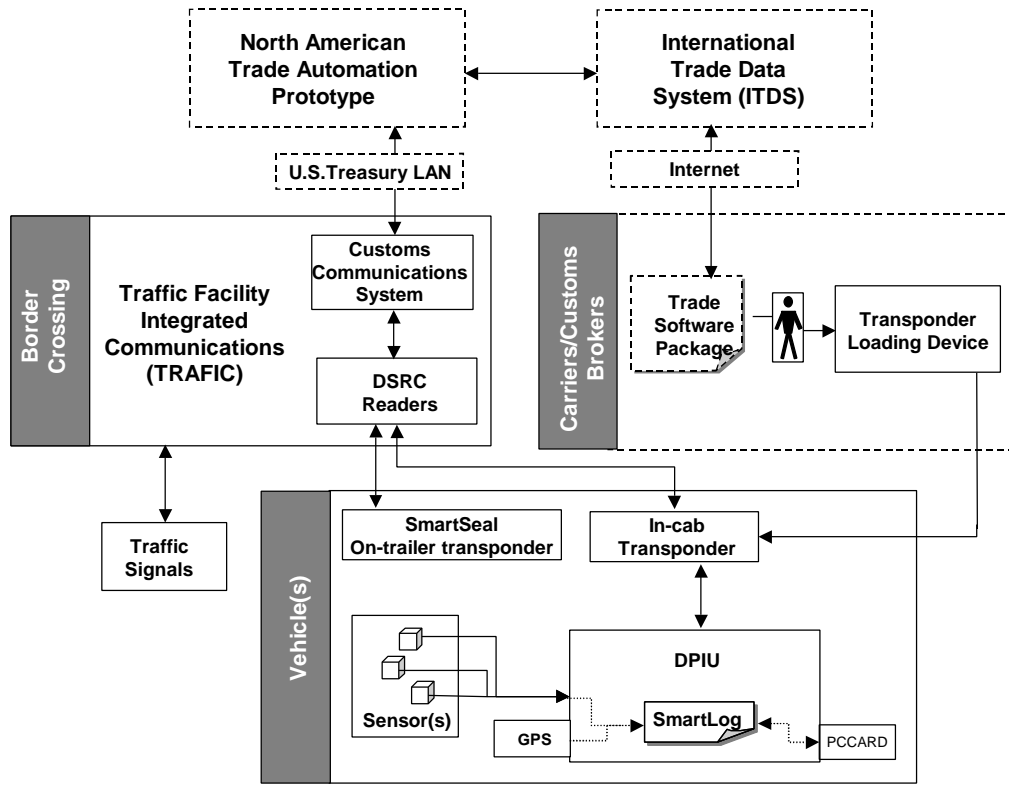 North American
Trade Automation
Prototype
International
Trade Data
System (ITDS)
U.S.Treasury LAN
Internet
Border
Crossing
Traffic Facility
Integrated
Communications
(TRAFIC)
Customs
Communications
System
DSRC
Readers
Carriers/Customs
Brokers
Trade
Software
Package
Transponder
Loading Device
Traffic
Signals
Vehicle(s)
SmartSeal
On-trailer transponder
In-cab
Transponder
Sensor(s)
DPIU
SmartLog
GPS
PCCARD